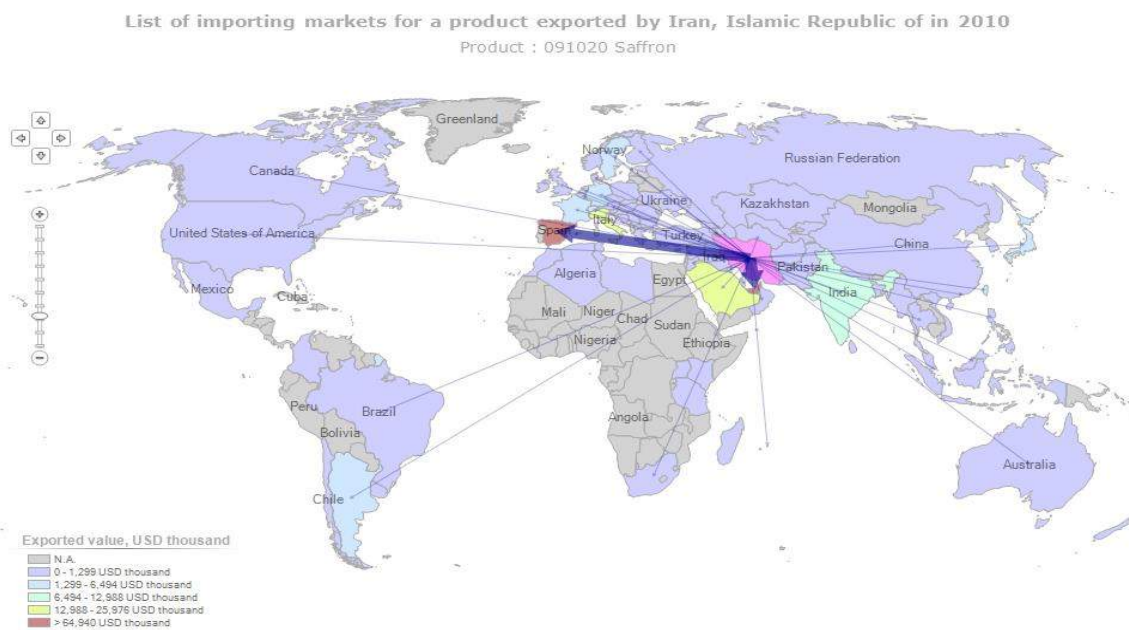 List of importing markets for a product exported by Iran, Islamic Republic of in 2010
Product : 091020 Saffron
Greenland
Norway
Russian Federation
Canada
Ukraine
Kazakhstan
Mongolia
Italy
Spain
United States of America
Turkey
China
Iraq
Pakistan
Algeria
Egypt
Mexico
India
Cuba
Mali
Niger
Chad
Sudan
Nigeria
Ethiopia
Peru
Brazil
Angola
Bolivia
Australia
Chile
Exported value, USD thousand
N.A.
0 - 1,299 USD thousand
1,299 - 6,494 USD thousand
6,494 - 12,988 USD thousand
12,988 - 25,976 USD thousand
> 64,940 USD thousand